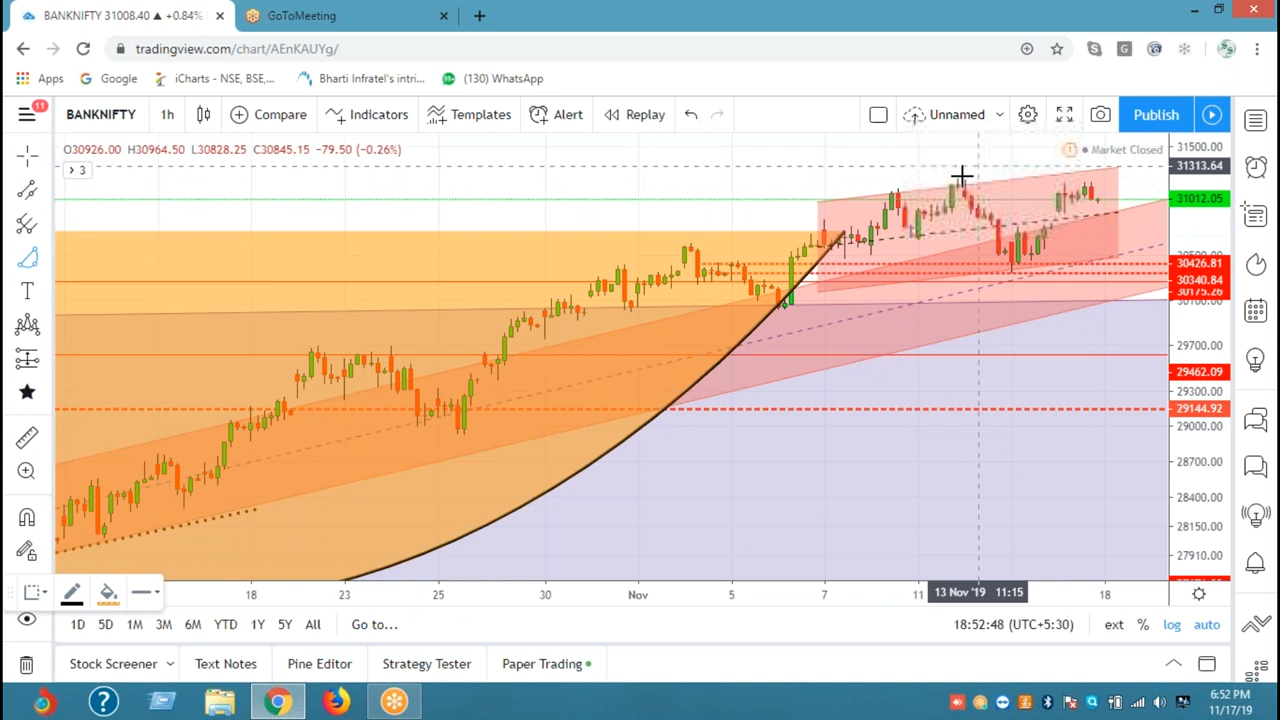 BANKNIFTY 31008.40 ▲ +0.84% ×
GoToMeeting ×
tradingview.com/chart/AEnKAUYg/
Apps Google iCharts - NSE, BSE,... Bharti Infratel's intri... (130) WhatsApp
11 BANKNIFTY 1h Compare Indicators Templates Alert Replay Unnamed Publish
O30926.00 H30964.50 L30828.25 C30845.15 -79.50 (-0.26%)
Market Closed
3
31500.00
31313.64
31012.05
30426.81
30340.84
30175.26
29700.00
29462.09
29300.00
29144.92
29000.00
28700.00
28400.00
28150.00
27910.00
18 23 25 30 Nov 5 7 11 13 Nov '19 11:15 18
1D 5D 1M 3M 6M YTD 1Y 5Y All Go to... 18:52:48 (UTC+5:30) ext % log auto
Stock Screener Text Notes Pine Editor Strategy Tester Paper Trading
6:52 PM
11/17/19